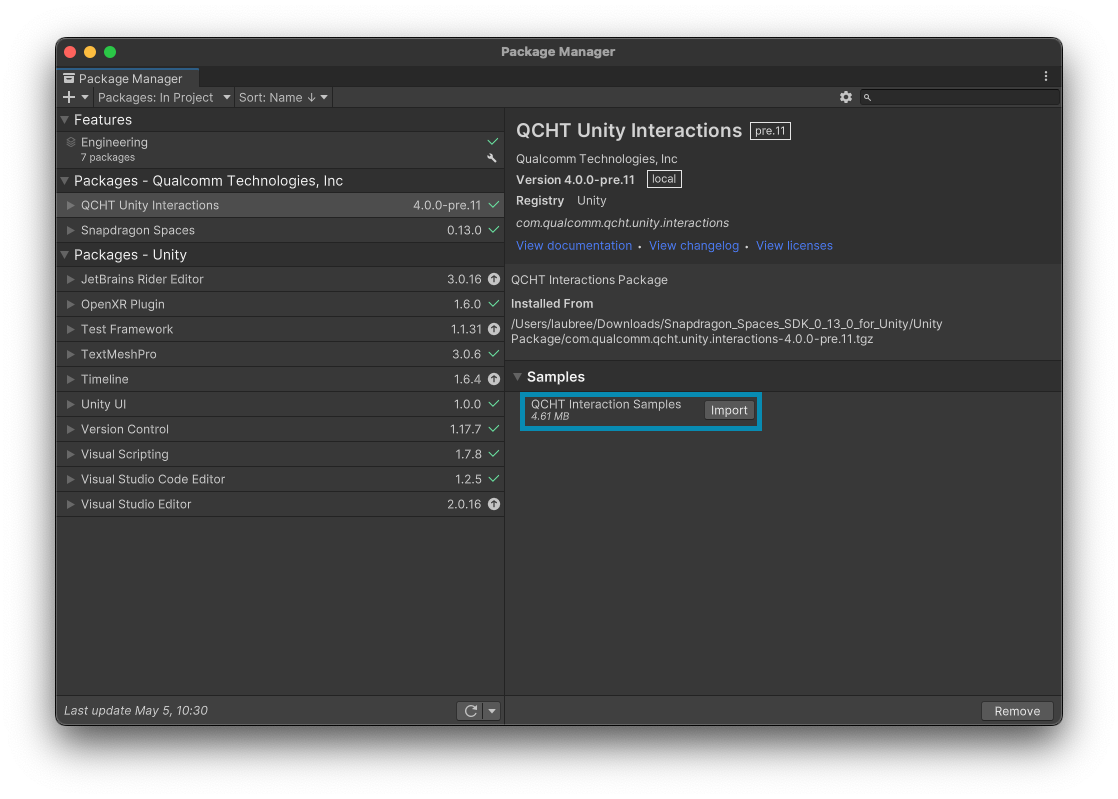 Package Manager
Package Manager
Packages: In Project
Sort: Name ↓
Features
Engineering
7 packages
Packages - Qualcomm Technologies, Inc
QCHT Unity Interactions 4.0.0-pre.11
Snapdragon Spaces 0.13.0
Packages - Unity
JetBrains Rider Editor 3.0.16
OpenXR Plugin 1.6.0
Test Framework 1.1.31
TextMeshPro 3.0.6
Timeline 1.6.4
Unity UI 1.0.0
Version Control 1.17.7
Visual Scripting 1.7.8
Visual Studio Code Editor 1.2.5
Visual Studio Editor 2.0.16
Last update May 5, 10:30
QCHT Unity Interactions pre.11
Qualcomm Technologies, Inc
Version 4.0.0-pre.11 local
Registry Unity
com.qualcomm.qcht.unity.interactions
View documentation • View changelog • View licenses
QCHT Interactions Package
Installed From
/Users/laubree/Downloads/Snapdragon_Spaces_SDK_0_13_0_for_Unity/Unity
Package/com.qualcomm.qcht.unity.interactions-4.0.0-pre.11.tgz
Samples
QCHT Interaction Samples
4.61 MB
Import
Remove